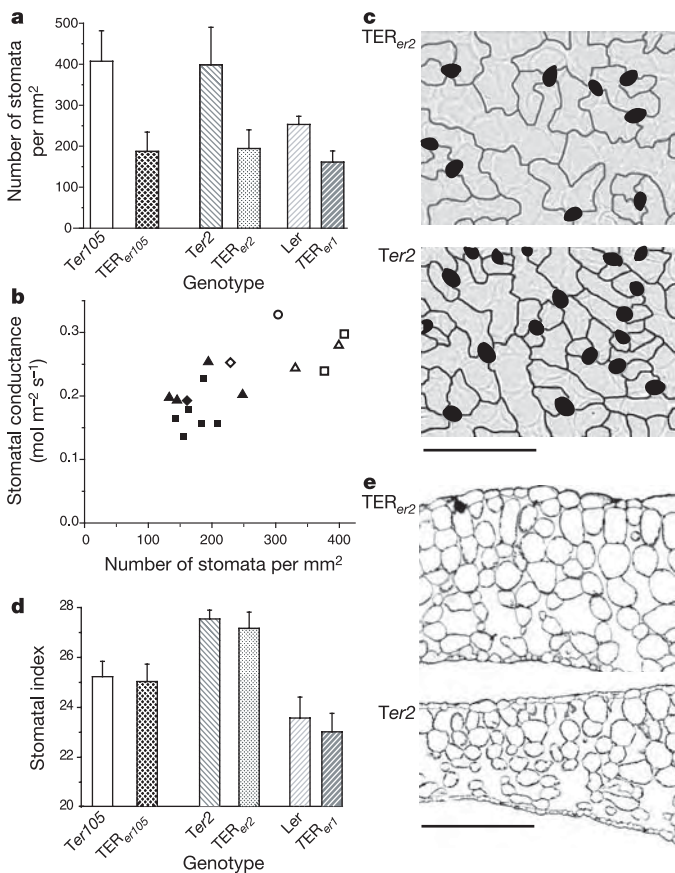 a
Number of stomata
per mm²
500
400
300
200
100
0
Ter105
TERer105
Ter2
TERer2
Ler
TERer1
Genotype
b
Stomatal conductance
(mol m–2 s–1)
0.3
0.2
0.1
0.0
0
100
200
300
400
Number of stomata per mm²
d
Stomatal index
28
26
24
22
20
Ter105
TERer105
Ter2
TERer2
Ler
TERer1
Genotype
c
TERer2
Ter2
e
TERer2
Ter2